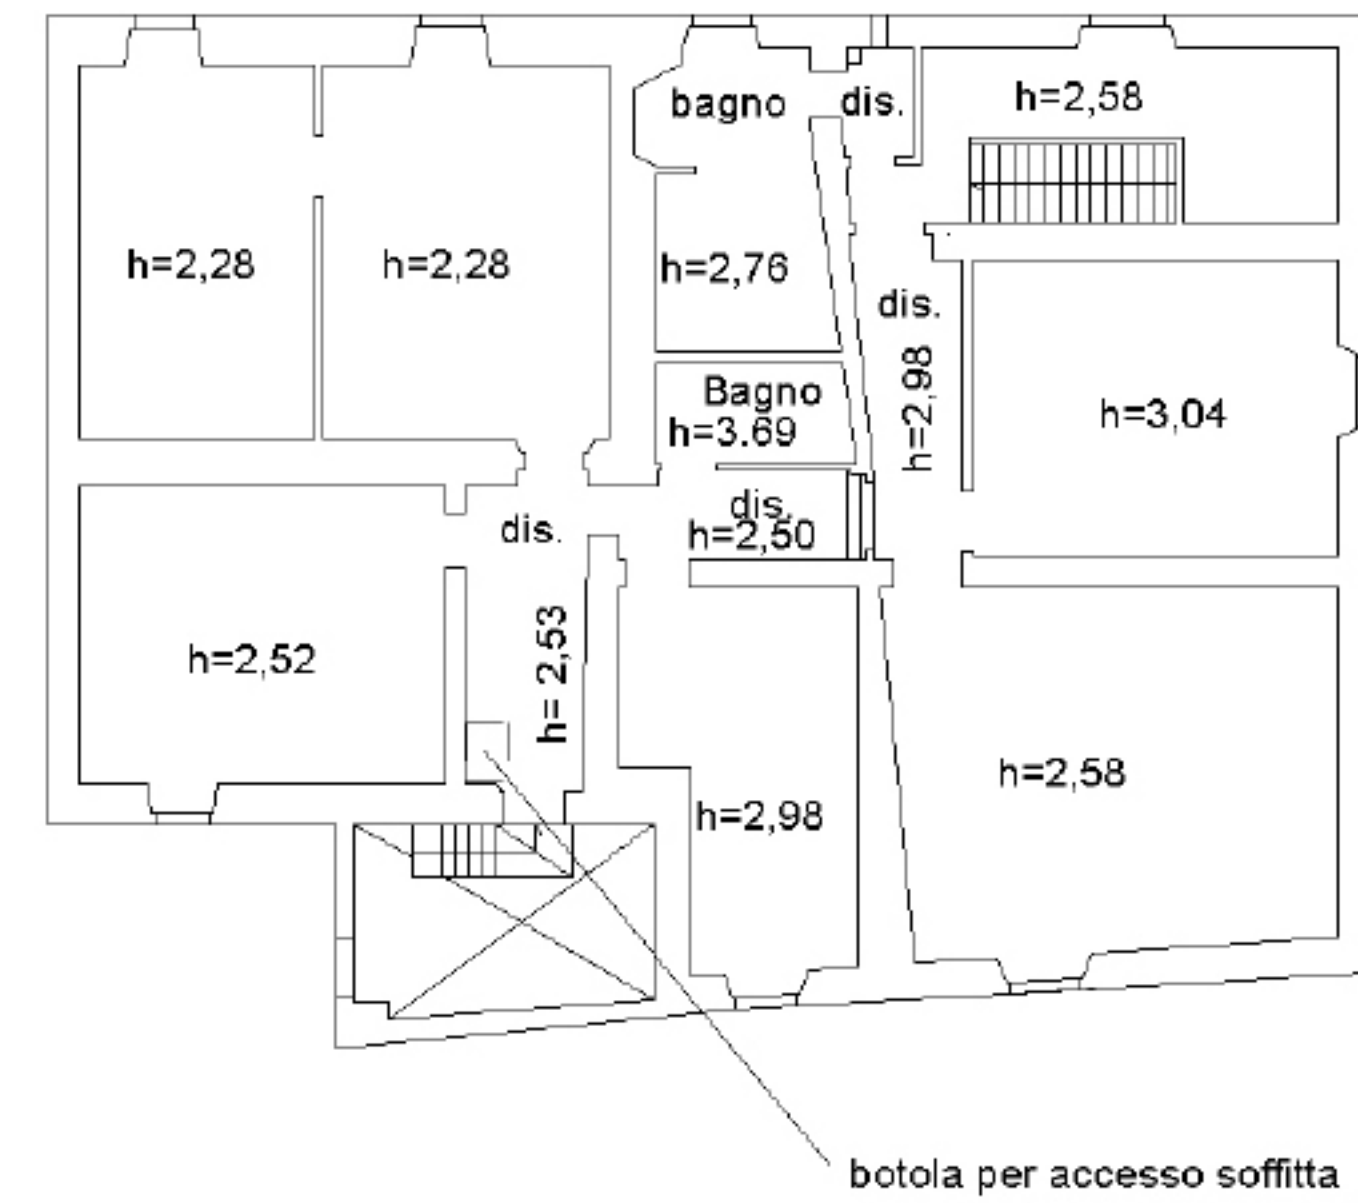 bagno
dis.
h=2,58
h=2,28
h=2,28
h=2,76
dis.
h=2,98
Bagno
h=3.69
h=3,04
dis.
h=2,50
dis.
h= 2,53
h=2,52
h=2,98
h=2,58
botola per accesso soffitta